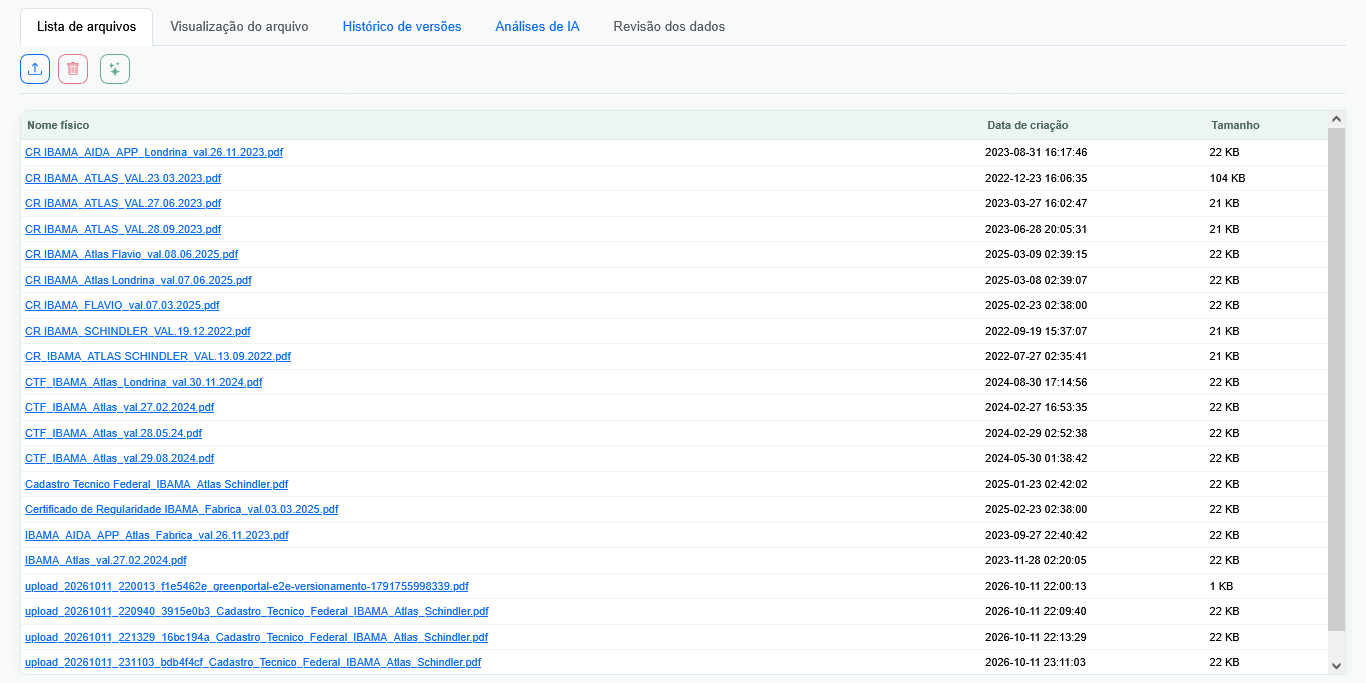 Lista de arquivos Visualização do arquivo Histórico de versões Análises de IA Revisão dos dados
Nome físico Data de criação Tamanho
CR IBAMA_AIDA_APP_Londrina_val.26.11.2023.pdf 2023-08-31 16:17:46 22 KB
CR IBAMA_ATLAS_VAL.23.03.2023.pdf 2022-12-23 16:06:35 104 KB
CR IBAMA_ATLAS_VAL.27.06.2023.pdf 2023-03-27 16:02:47 21 KB
CR IBAMA_ATLAS_VAL.28.09.2023.pdf 2023-06-28 20:05:31 21 KB
CR IBAMA_Atlas Flavio_val.08.06.2025.pdf 2025-03-09 02:39:15 22 KB
CR IBAMA_Atlas Londrina_val.07.06.2025.pdf 2025-03-08 02:39:07 22 KB
CR IBAMA_FLAVIO_val.07.03.2025.pdf 2025-02-23 02:38:00 22 KB
CR IBAMA_SCHINDLER_VAL.19.12.2022.pdf 2022-09-19 15:37:07 21 KB
CR_IBAMA_ATLAS SCHINDLER_VAL.13.09.2022.pdf 2022-07-27 02:35:41 21 KB
CTF_IBAMA_Atlas_Londrina_val.30.11.2024.pdf 2024-08-30 17:14:56 22 KB
CTF_IBAMA_Atlas_val.27.02.2024.pdf 2024-02-27 16:53:35 22 KB
CTF_IBAMA_Atlas_val.28.05.24.pdf 2024-02-29 02:52:38 22 KB
CTF_IBAMA_Atlas_val.29.08.2024.pdf 2024-05-30 01:38:42 22 KB
Cadastro Tecnico Federal_IBAMA_Atlas Schindler.pdf 2025-01-23 02:42:02 22 KB
Certificado de Regularidade IBAMA_Fabrica_val.03.03.2025.pdf 2025-02-23 02:38:00 22 KB
IBAMA_AIDA_APP_Atlas_Fabrica_val.26.11.2023.pdf 2023-09-27 22:40:42 22 KB
IBAMA_Atlas_val.27.02.2024.pdf 2023-11-28 02:20:05 22 KB
upload_20261011_220013_f1e5462e_greenportal-e2e-versionamento-1791755998339.pdf 2026-10-11 22:00:13 1 KB
upload_20261011_220940_3915e0b3_Cadastro_Tecnico_Federal_IBAMA_Atlas_Schindler.pdf 2026-10-11 22:09:40 22 KB
upload_20261011_221329_16bc194a_Cadastro_Tecnico_Federal_IBAMA_Atlas_Schindler.pdf 2026-10-11 22:13:29 22 KB
upload_20261011_231103_bdb4f4cf_Cadastro_Tecnico_Federal_IBAMA_Atlas_Schindler.pdf 2026-10-11 23:11:03 22 KB